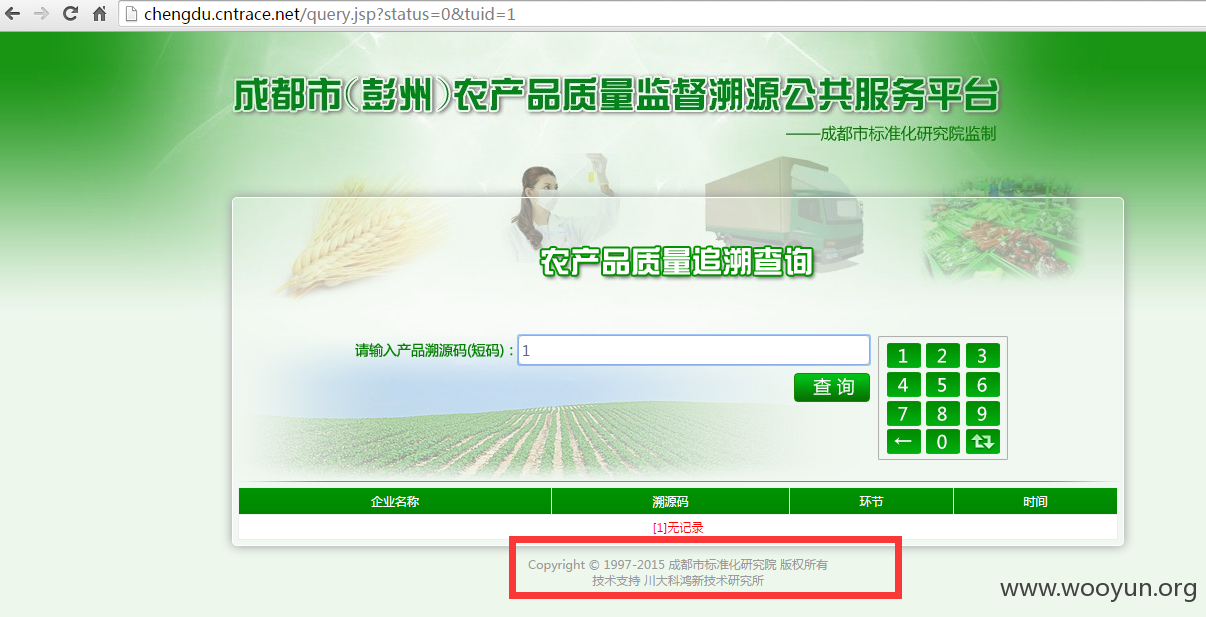 chengdu.cntrace.net/query.jsp?status=0&tuid=1
成都市(彭州)农产品质量监督溯源公共服务平台
——成都市标准化研究院监制
农产品质量追溯查询
请输入产品溯源码(短码)： 1
查 询
1 2 3
4 5 6
7 8 9
← 0
企业名称 溯源码 环节 时间
[1]无记录
Copyright © 1997-2015 成都市标准化研究院 版权所有
技术支持 川大科鸿新技术研究所
www.wooyun.org